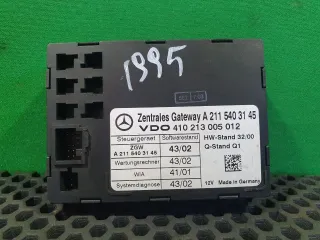 1995
Zentrales Gateway A 211 540 31 45
VDO 410 213 005 012
Steuergerät Softwarestand HW-Stand 32/00
ZGW 43/02 Q-Stand Q1
A 211 540 31 45
Wartungsrechner 43/02
WIA 41/01
Systemdiagnose 43/02 12V Made in Germany